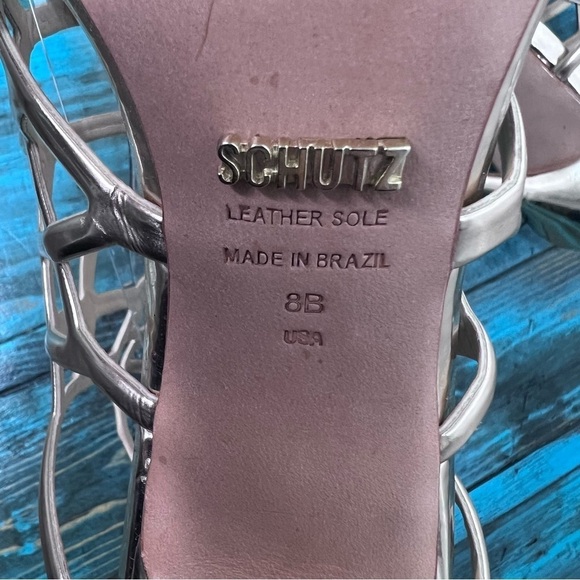 SCHUTZ
LEATHER SOLE
MADE IN BRAZIL
8B
USA